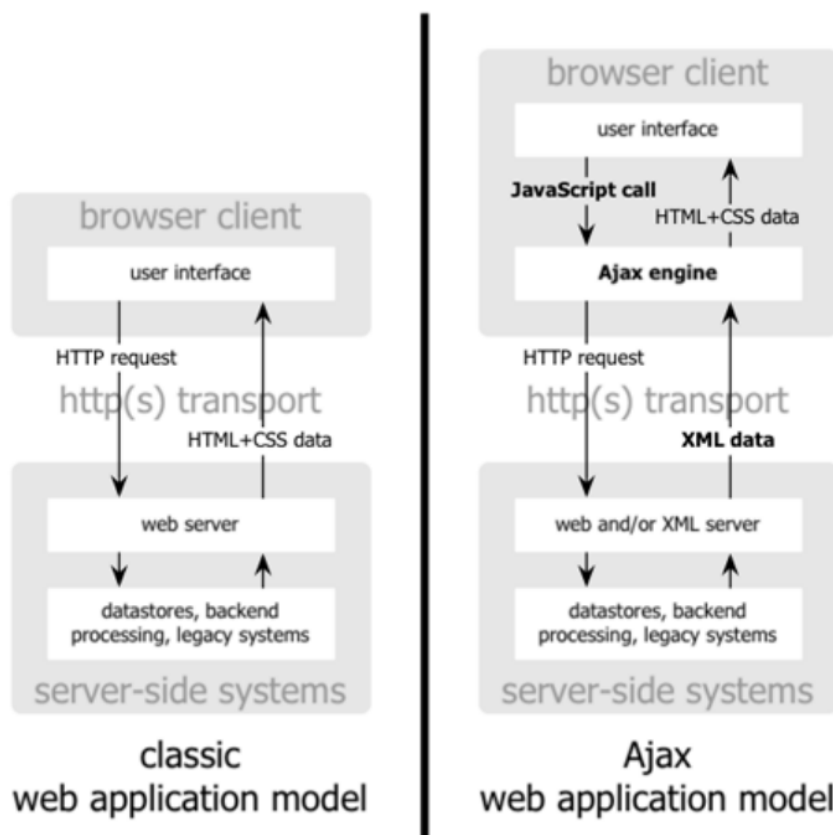 browser client
user interface
HTTP request
http(s) transport
HTML+CSS data
web server
datastores, backend
processing, legacy systems
server-side systems
classic
web application model
browser client
user interface
JavaScript call
HTML+CSS data
Ajax engine
HTTP request
http(s) transport
XML data
web and/or XML server
datastores, backend
processing, legacy systems
server-side systems
Ajax
web application model